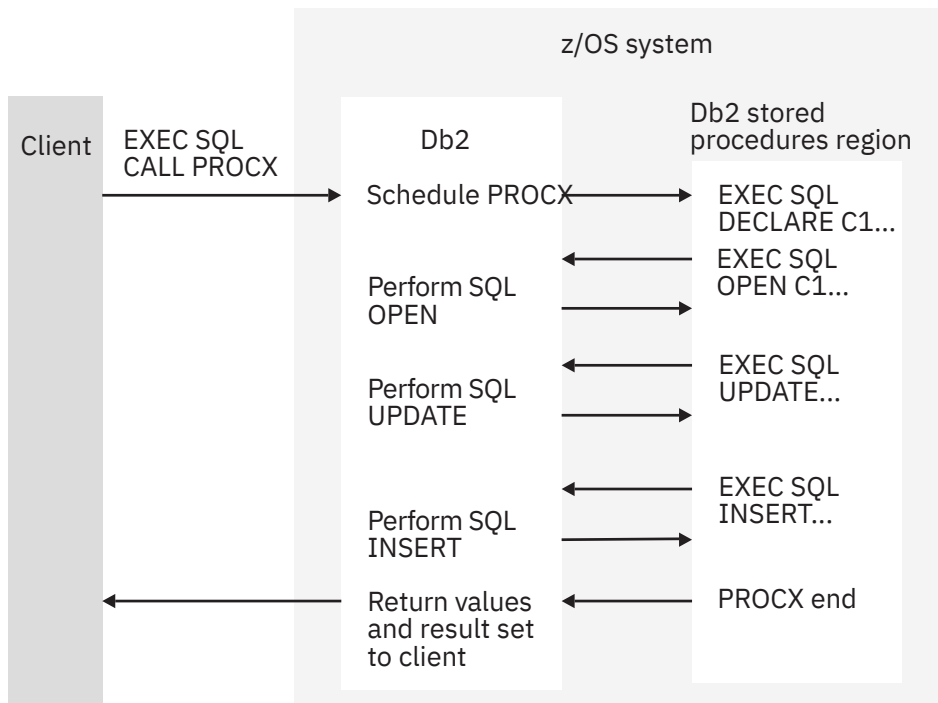 z/OS system
Client
EXEC SQL
CALL PROCX
Db2
Db2 stored
procedures region
Schedule PROCX
EXEC SQL
DECLARE C1...
EXEC SQL
OPEN C1...
Perform SQL
OPEN
EXEC SQL
UPDATE...
Perform SQL
UPDATE
EXEC SQL
INSERT...
Perform SQL
INSERT
Return values
and result set
to client
PROCX end